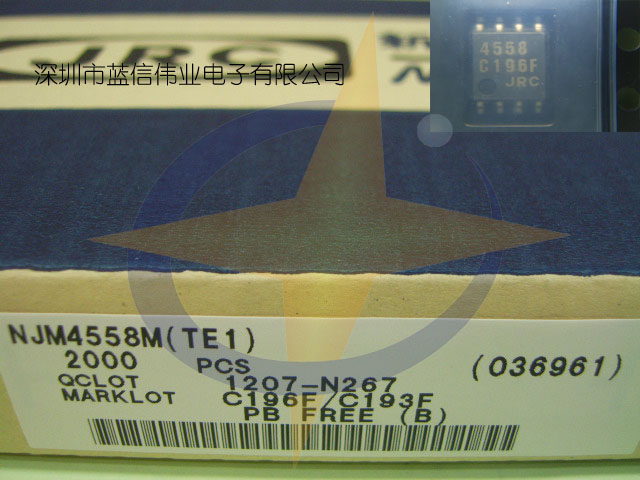 JRC
深圳市蓝信伟业电子有限公司
4558
C196F
JRC
NJM4558M(TE1)
2000 PCS
(036961)
QCLOT 1207-N267
MARKLOT C196F/C193F
PB FREE (B)